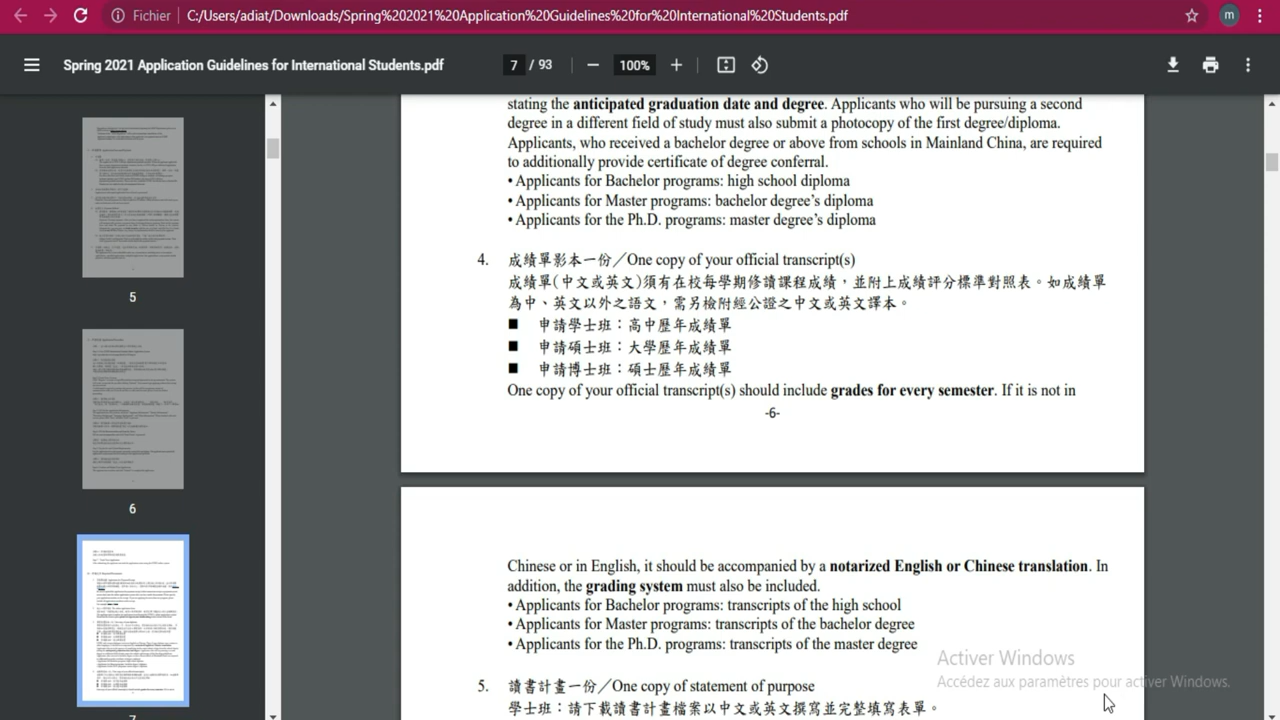 Fichier
C:/Users/adiat/Downloads/Spring%202021%20Application%20Guidelines%20for%20International%20Students.pdf
m
Spring 2021 Application Guidelines for International Students.pdf
7 / 93
100%
5
6
7
stating the anticipated graduation date and degree. Applicants who will be pursuing a second
degree in a different field of study must also submit a photocopy of the first degree/diploma.
Applicants, who received a bachelor degree or above from schools in Mainland China, are required
to additionally provide certificate of degree conferral.
• Applicants for Bachelor programs: high school diploma
• Applicants for Master programs: bachelor degree's diploma
• Applicants for the Ph.D. programs: master degree's diploma
4. 成績單影本一份／One copy of your official transcript(s)
成績單(中文或英文)須有在校每學期修讀課程成績，並附上成績評分標準對照表。如成績單
為中、英文以外之語文，需另檢附經公證之中文或英文譯本。
■ 申請學士班：高中歷年成績單
■ 申請碩士班：大學歷年成績單
■ 申請博士班：碩士歷年成績單
One copy of your official transcript(s) should include grades for every semester. If it is not in
-6-
Chinese or in English, it should be accompanied a notarized English or Chinese translation. In
addition, a grading system must also be included.
• Applicants for Bachelor programs: transcripts of the high school
• Applicants for Master programs: transcripts of the bachelor degree
• Applicants for the Ph.D. programs: transcripts of the master degree
5. 讀書計畫一份／One copy of statement of purpose
學士班：請下載讀書計畫檔案以中文或英文撰寫並完整填寫表單。
Activer Windows
Accédez aux paramètres pour activer Windows.